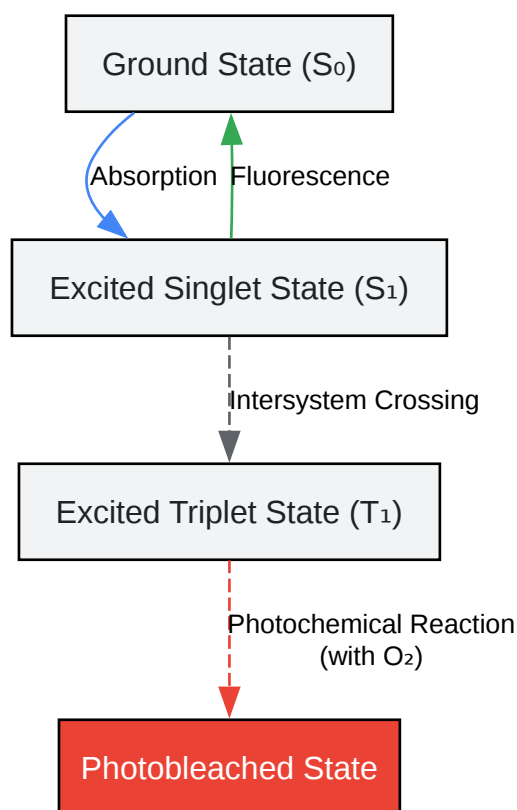 Ground State (S₀)
Absorption
Fluorescence
Excited Singlet State (S₁)
Intersystem Crossing
Excited Triplet State (T₁)
Photochemical Reaction
(with O₂)
Photobleached State